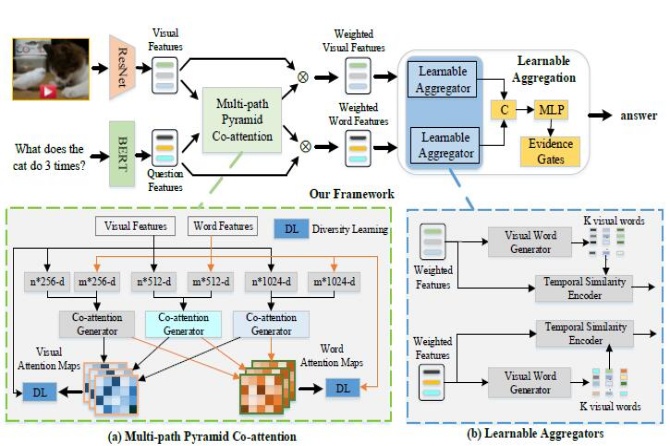 Visual
Features
ResNet
Weighted
Visual Features
Learnable
Aggregation
Learnable
Aggregator
Multi-path
Pyramid
Co-attention
C
MLP
answer
What does the
cat do 3 times?
BERT
Question
Features
Weighted
Word Features
Learnable
Aggregator
Evidence
Gates
Our Framework
Visual Features
Word Features
DL
Diversity Learning
n*256-d
m*256-d
n*512-d
m*512-d
n*1024-d
m*1024-d
Co-attention
Generator
Co-attention
Generator
Co-attention
Generator
Visual
Attention Maps
Word
Attention Maps
DL
DL
(a) Multi-path Pyramid Co-attention
K visual words
Visual Word
Generator
Weighted
Features
Temporal Similarity
Encoder
Temporal Similarity
Encoder
Weighted
Features
Visual Word
Generator
K visual words
(b) Learnable Aggregators